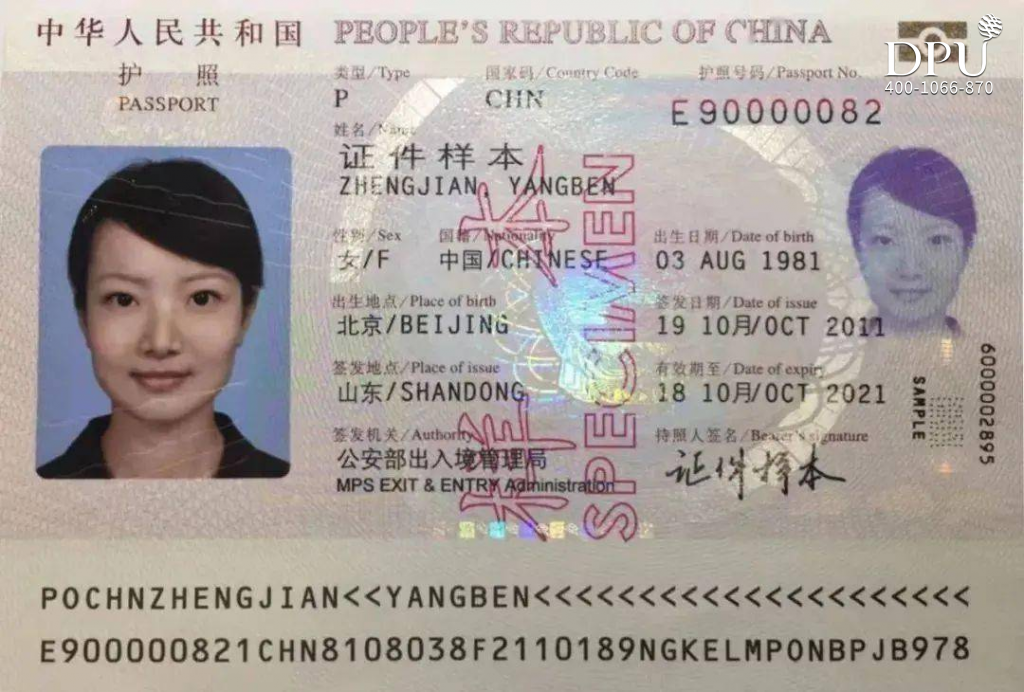 中华人民共和国 PEOPLE'S REPUBLIC OF CHINA
DPU
400-1066-870
护照
PASSPORT
类型/Type 国家码/Country Code 护照号码/Passport No.
P CHN E90000082
姓名/Name
证件样本
ZHENGJIAN, YANGBEN
性别/Sex 国籍/Nationality 出生日期/Date of birth
女/F 中国/CHINESE 03 AUG 1981
出生地点/Place of birth 签发日期/Date of issue
北京/BEIJING 19 10月/OCT 2011
签发地点/Place of issue 有效期至/Date of expiry
山东/SHANDONG 18 10月/OCT 2021
签发机关/Authority 持照人签名/Bearer's signature
公安部出入境管理局
MPS EXIT & ENTRY Administration
证件样本
样本
SPECIMEN
SAMPLE
6000002895
POCHNZHENGJIAN<<YANGBEN<<<<<<<<<<<<<<<<<<<<<
E900000821CHN8108038F2110189NGKELMPONBPJB978